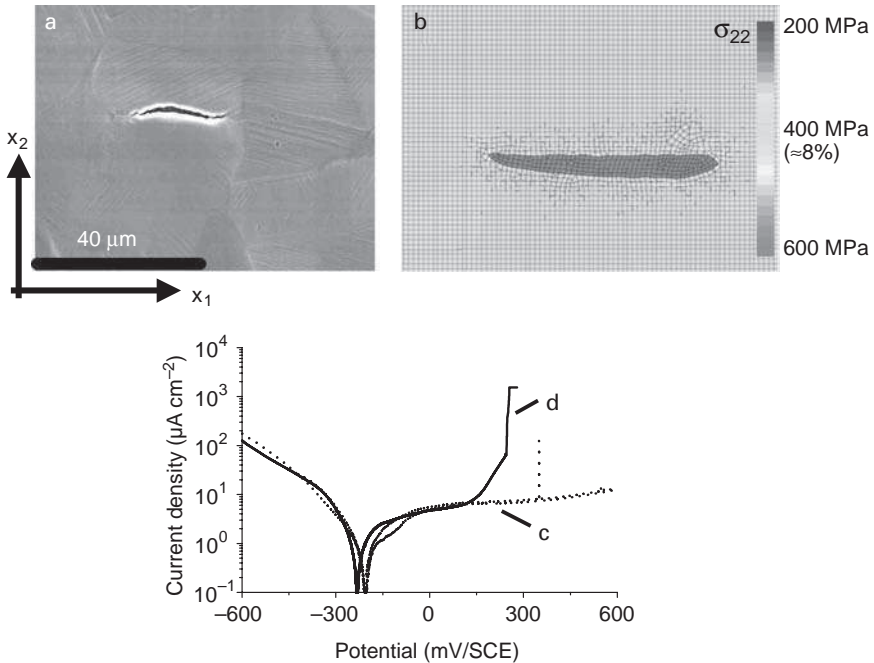 a
b
σ22
200 MPa
400 MPa
(≈8%)
600 MPa
x2
40 μm
x1
Current density (μA cm−2)
10^4
10^3
10^2
10^1
10^0
10^−1
d
c
−600
−300
0
300
600
Potential (mV/SCE)